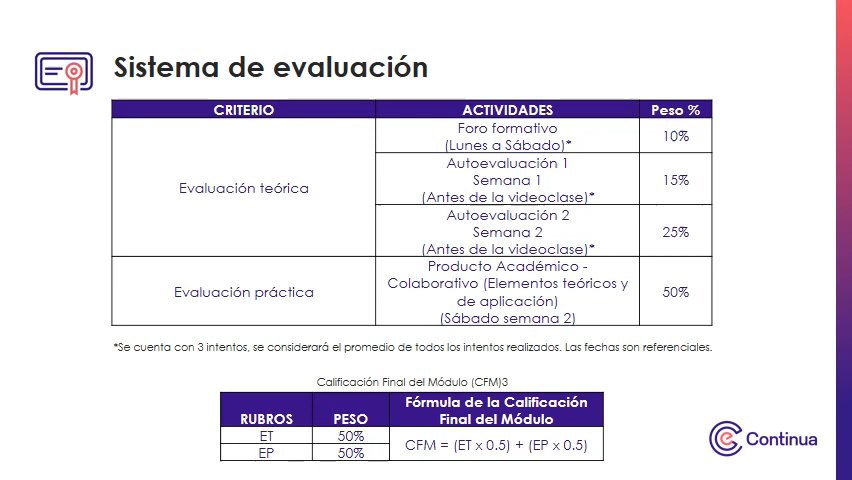 Sistema de evaluación
CRITERIO ACTIVIDADES Peso %
Evaluación teórica
Foro formativo
(Lunes a Sábado)*
10%
Autoevaluación 1
Semana 1
(Antes de la videoclase)*
15%
Autoevaluación 2
Semana 2
(Antes de la videoclase)*
25%
Evaluación práctica
Producto Académico -
Colaborativo (Elementos teóricos y
de aplicación)
(Sábado semana 2)
50%
*Se cuenta con 3 intentos, se considerará el promedio de todos los intentos realizados. Las fechas son referenciales.
Calificación Final del Módulo (CFM)3
RUBROS PESO
Fórmula de la Calificación
Final del Módulo
ET 50%
EP 50%
CFM = (ET x 0.5) + (EP x 0.5)
Continua